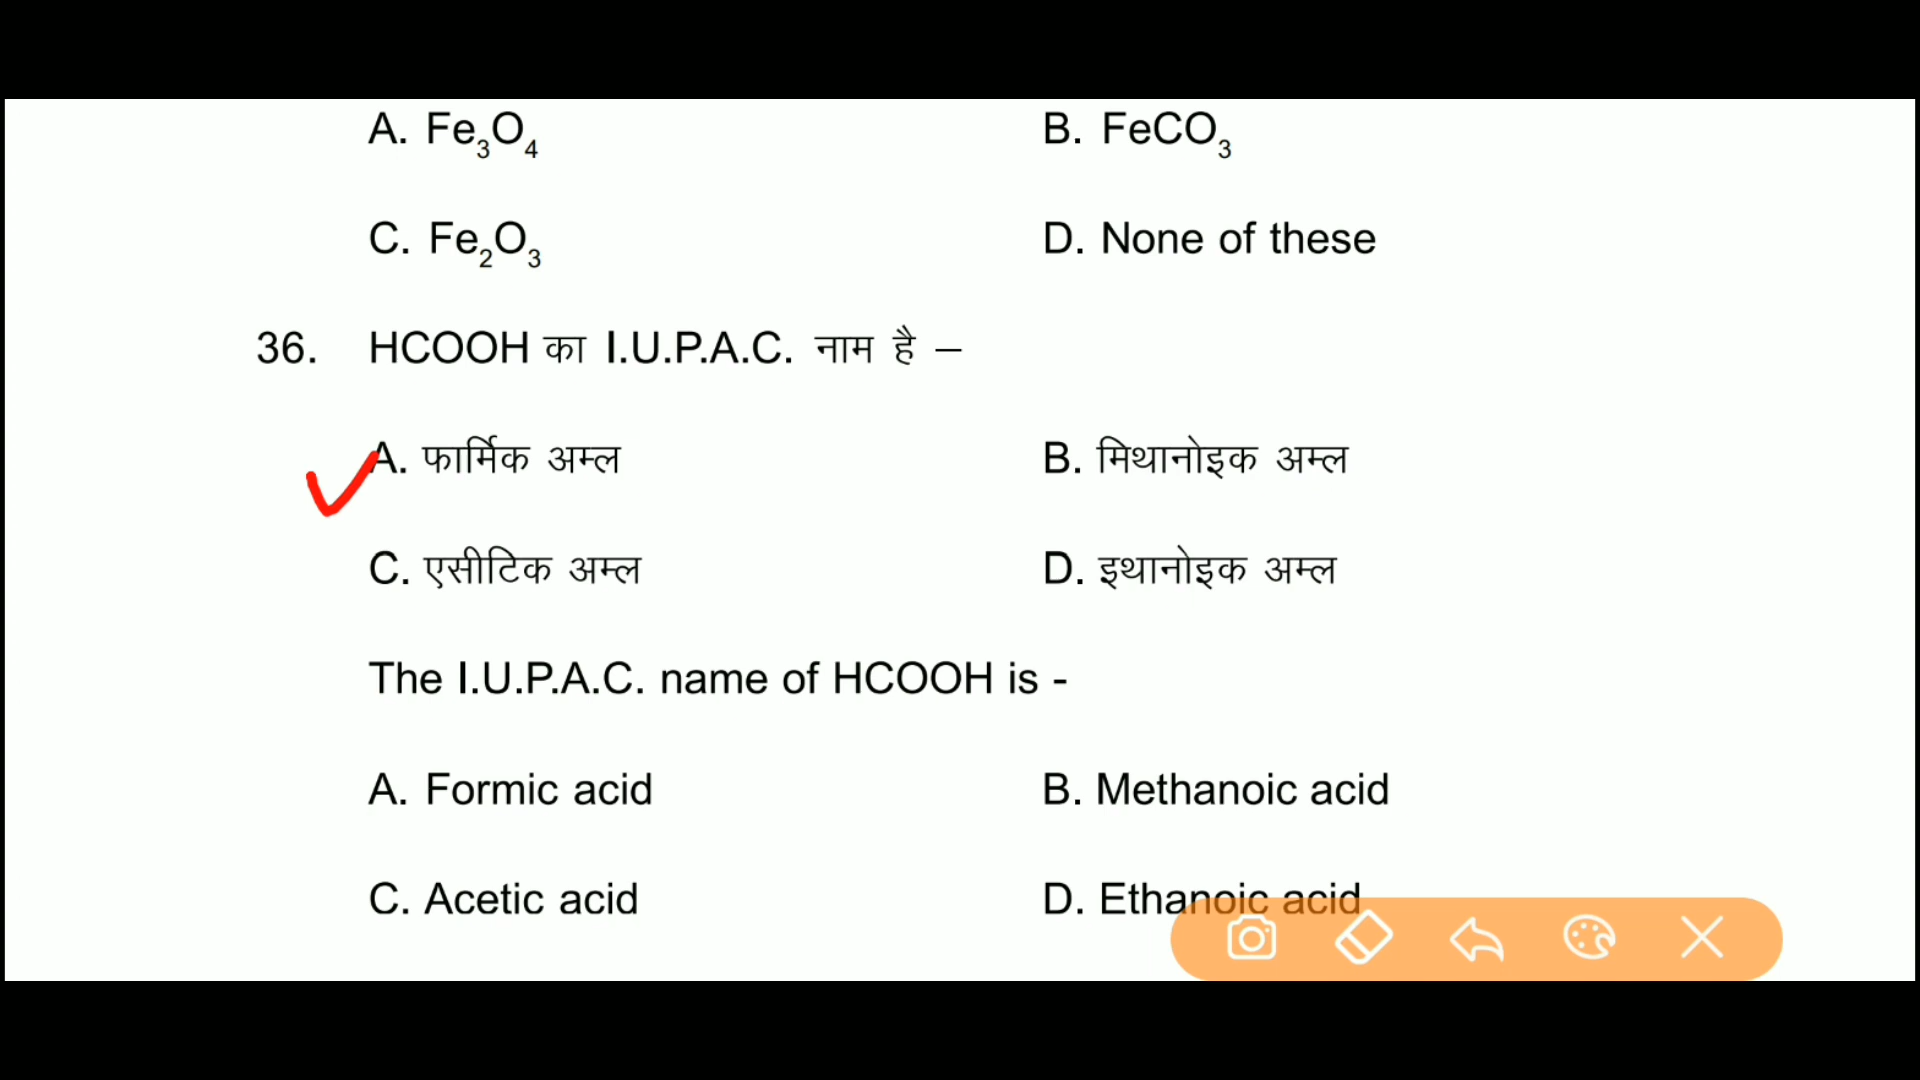 A. Fe₃O₄ B. FeCO₃
C. Fe₂O₃ D. None of these
36. HCOOH का I.U.P.A.C. नाम है –
A. फार्मिक अम्ल B. मिथानोइक अम्ल
C. एसीटिक अम्ल D. इथानोइक अम्ल
The I.U.P.A.C. name of HCOOH is -
A. Formic acid B. Methanoic acid
C. Acetic acid D. Ethanoic acid